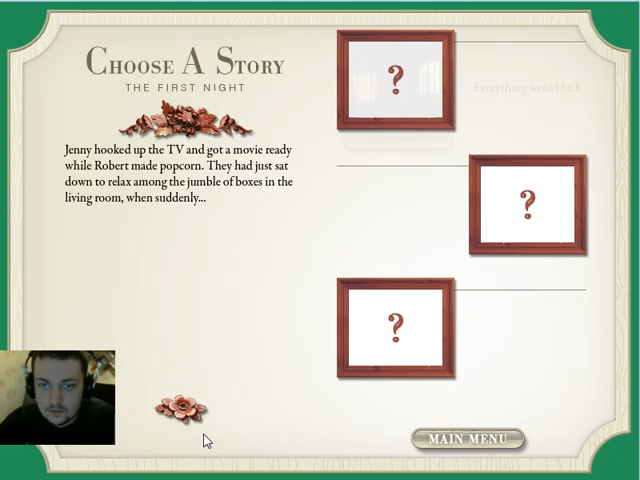 CHOOSE A STORY
THE FIRST NIGHT
Jenny hooked up the TV and got a movie ready
while Robert made popcorn. They had just sat
down to relax among the jumble of boxes in the
living room, when suddenly...
?
Everything went black
?
?
MAIN MENU